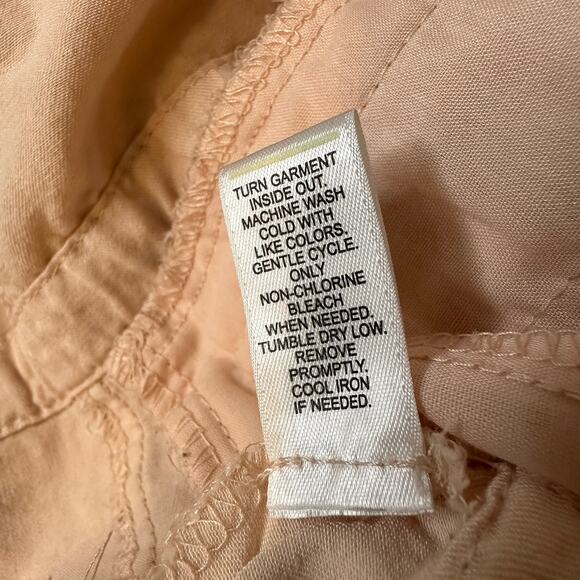 TURN GARMENT
INSIDE OUT.
MACHINE WASH
COLD WITH
LIKE COLORS.
GENTLE CYCLE.
ONLY
NON-CHLORINE
BLEACH
WHEN NEEDED.
TUMBLE DRY LOW.
REMOVE
PROMPTLY.
COOL IRON
IF NEEDED.